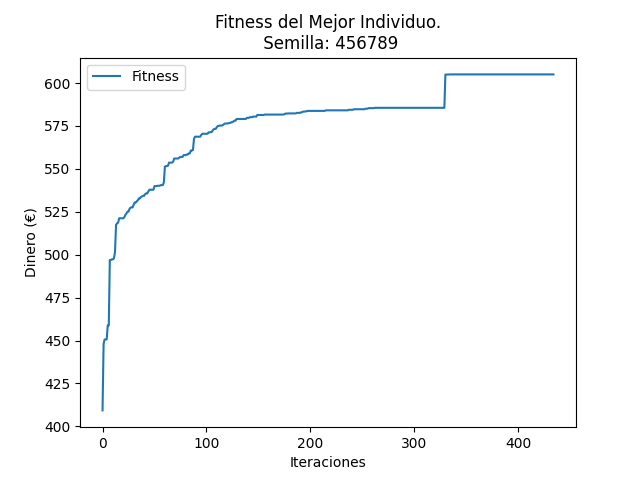 Fitness del Mejor Individuo.
Semilla: 456789
Fitness
600
575
550
525
500
475
450
425
400
Dinero (€)
0 100 200 300 400
Iteraciones